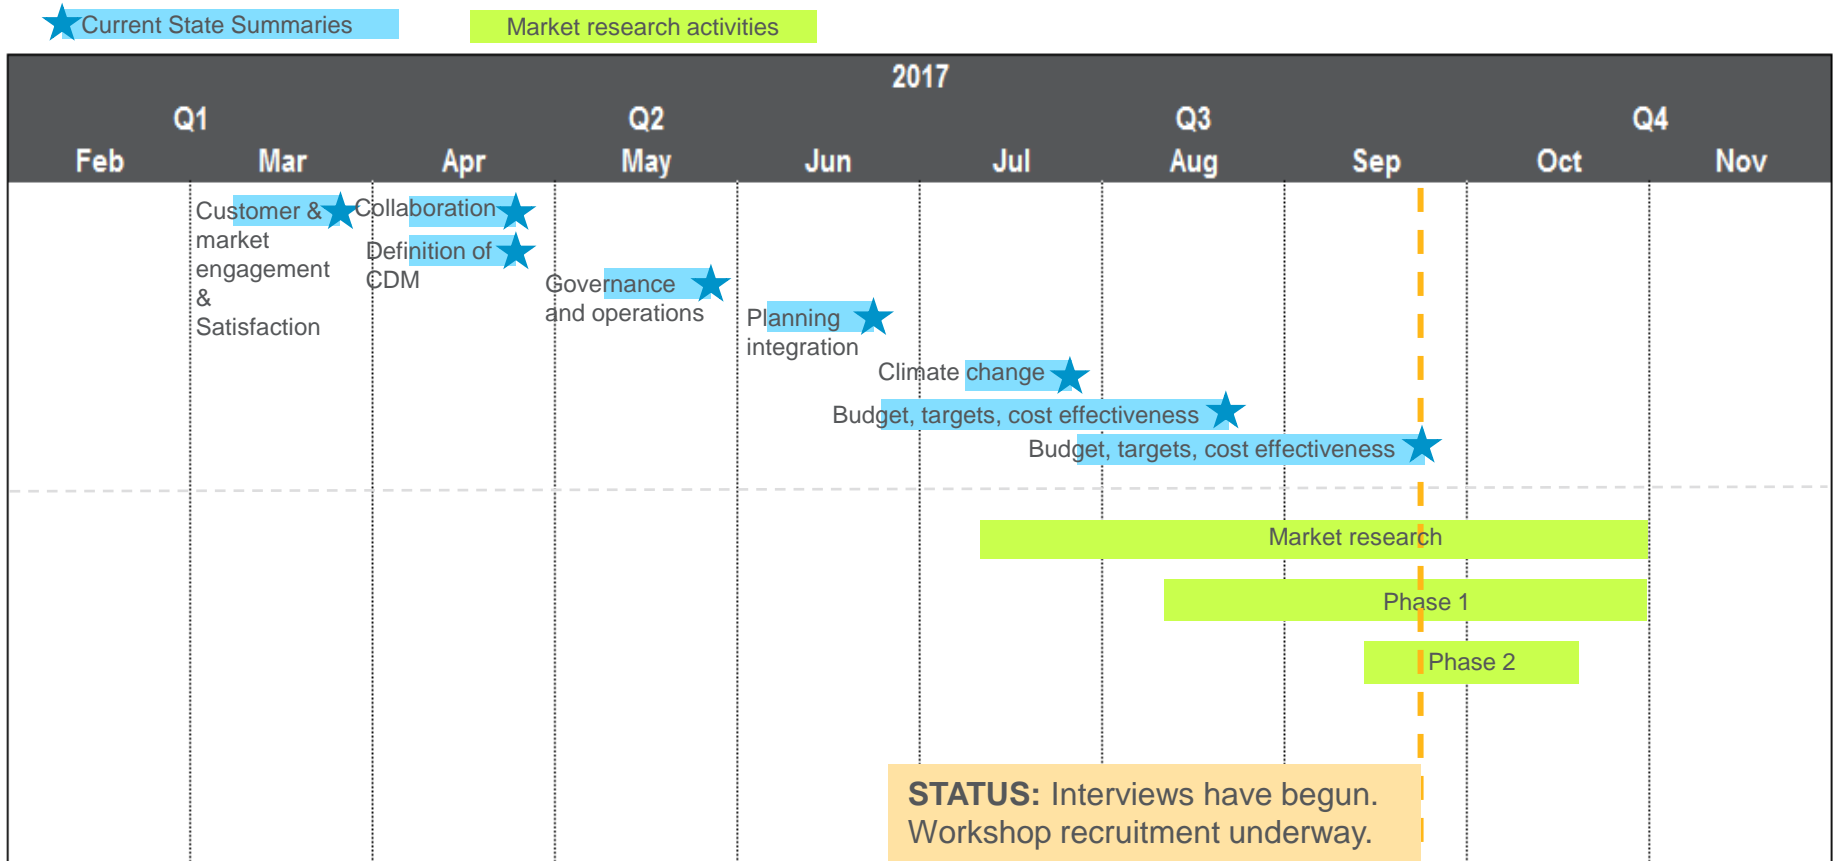 Current State Summaries
Market research activities
2017
Q1 Q2 Q3 Q4
Feb Mar Apr May Jun Jul Aug Sep Oct Nov
Customer &
market
engagement
&
Satisfaction
Collaboration
Definition of
CDM
Governance
and operations
Planning
integration
Climate change
Budget, targets, cost effectiveness
Budget, targets, cost effectiveness
Market research
Phase 1
Phase 2
STATUS: Interviews have begun.
Workshop recruitment underway.